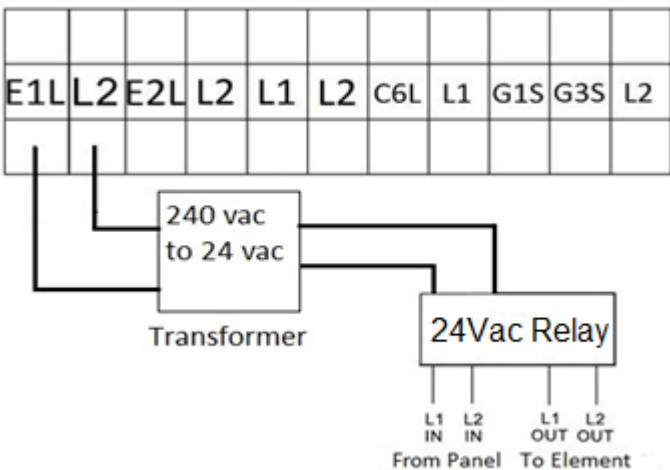 E1L L2 E2L L2 L1 L2 C6L L1 G1S G3S L2
240 vac
to 24 vac
Transformer
24Vac Relay
L1 L2 L1 L2
IN IN OUT OUT
From Panel To Element